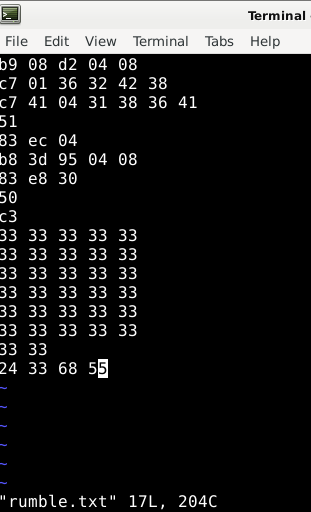 Terminal -
File Edit View Terminal Tabs Help
b9 08 d2 04 08
c7 01 36 32 42 38
c7 41 04 31 38 36 41
51
83 ec 04
b8 3d 95 04 08
83 e8 30
50
c3
33 33 33 33 33
33 33 33 33 33
33 33 33 33 33
33 33 33 33 33
33 33 33 33 33
33 33 33 33 33
33 33
24 33 68 55
~
~
~
~
~
~
"rumble.txt" 17L, 204C